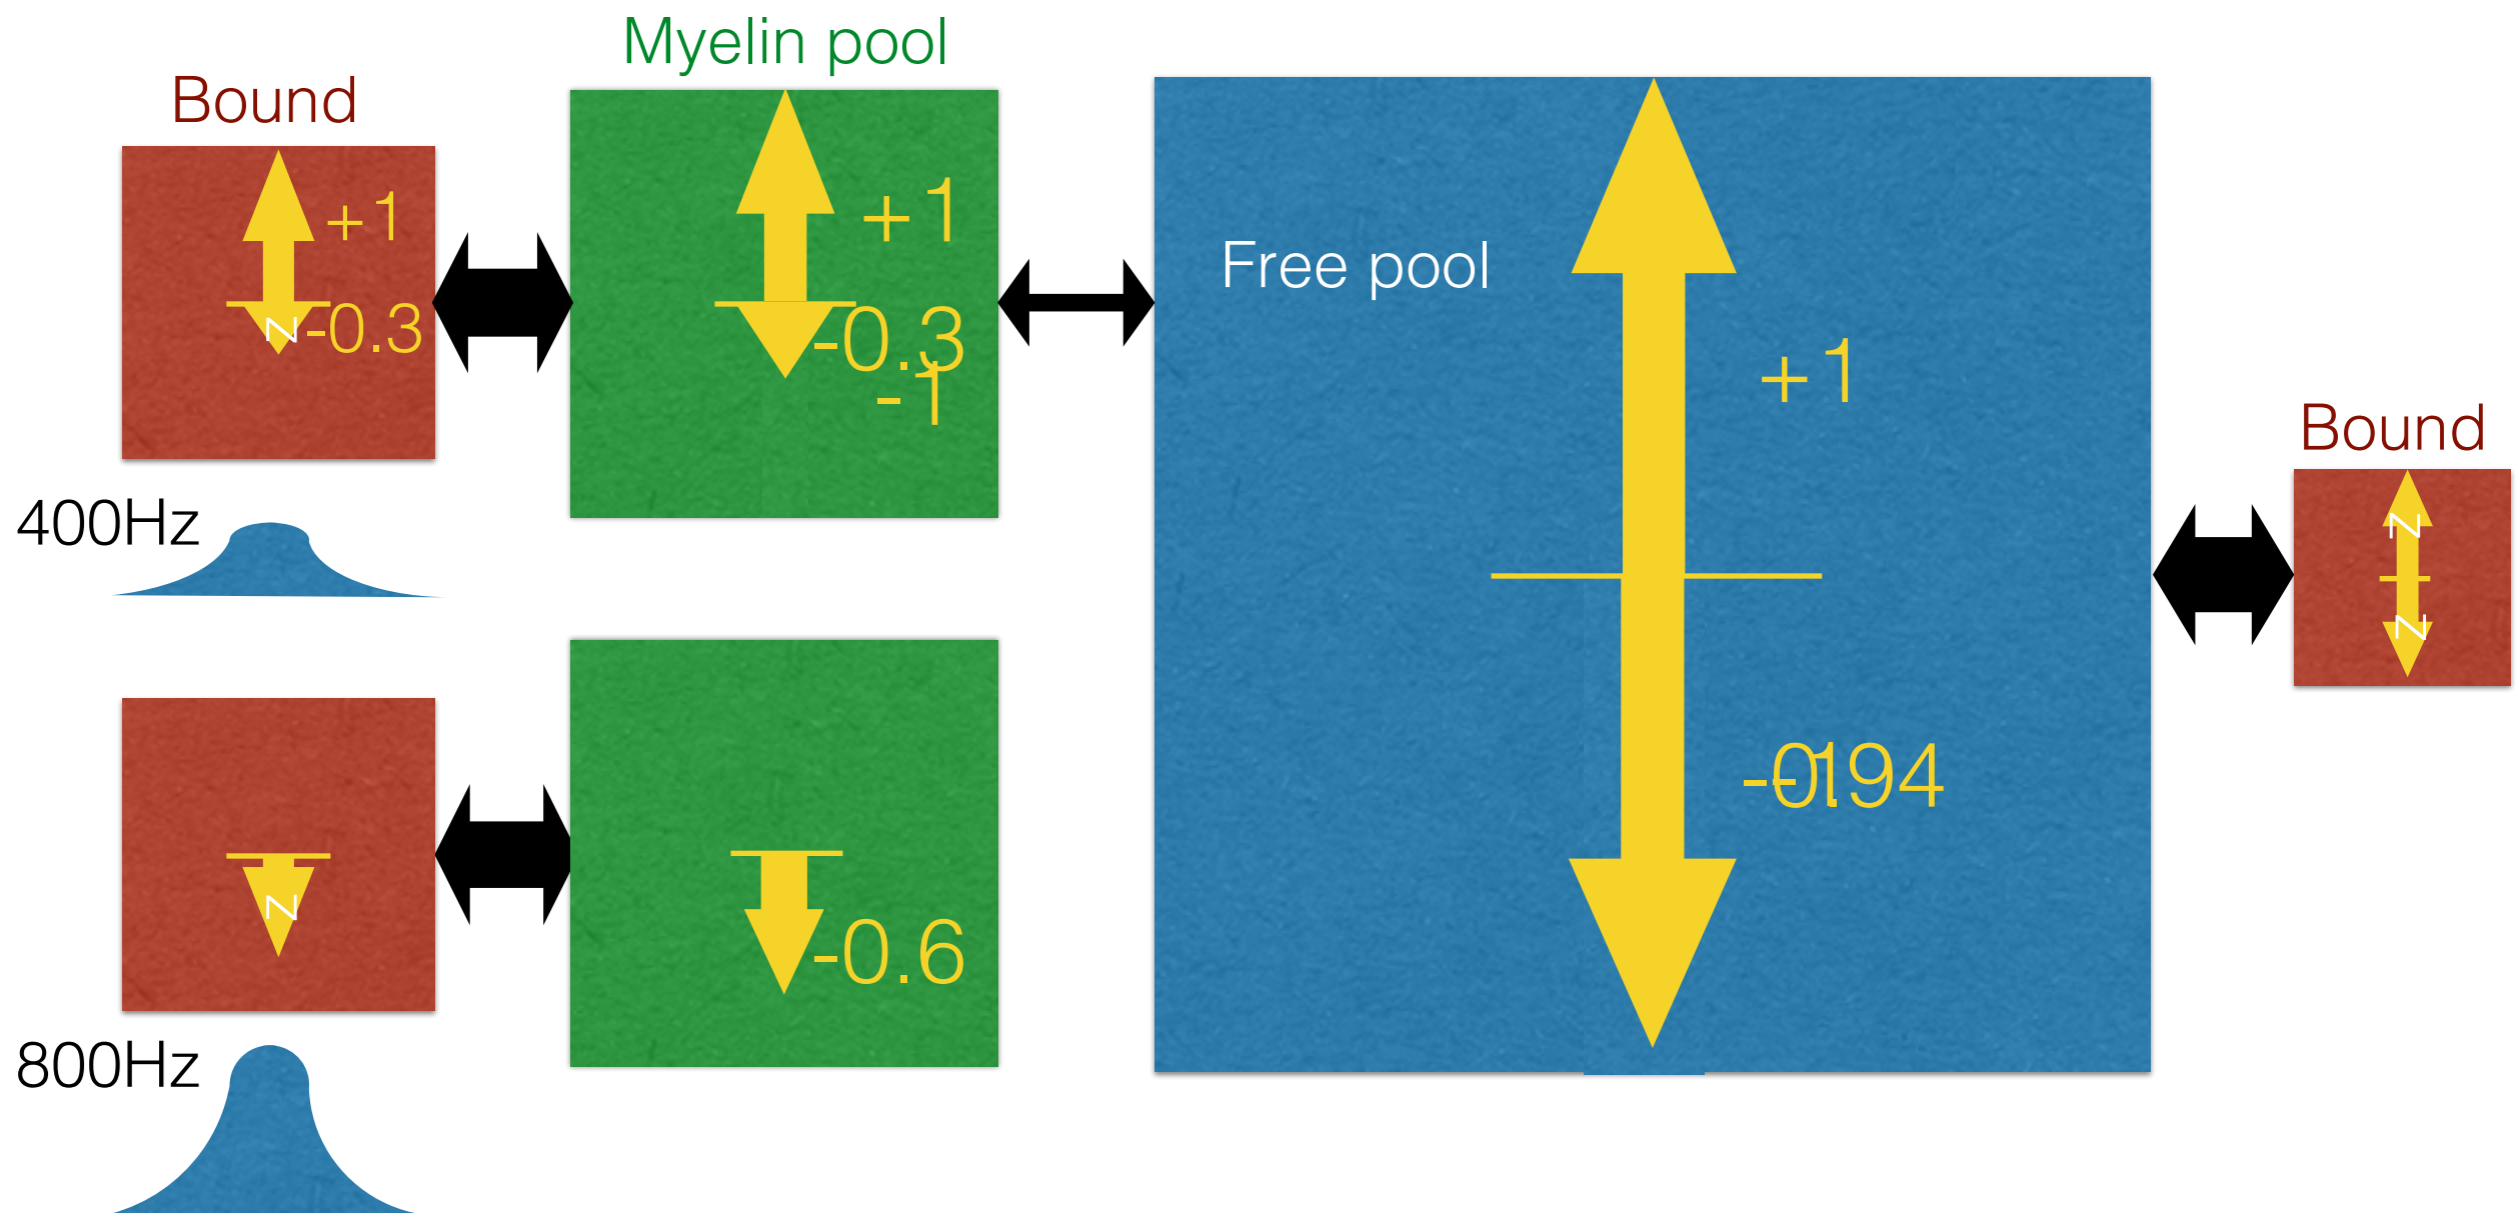 Myelin pool
Bound
+1
-0.3
N
+1
-0.3
-1
Free pool
+1
Bound
N
N
400Hz
800Hz
N
-0.6